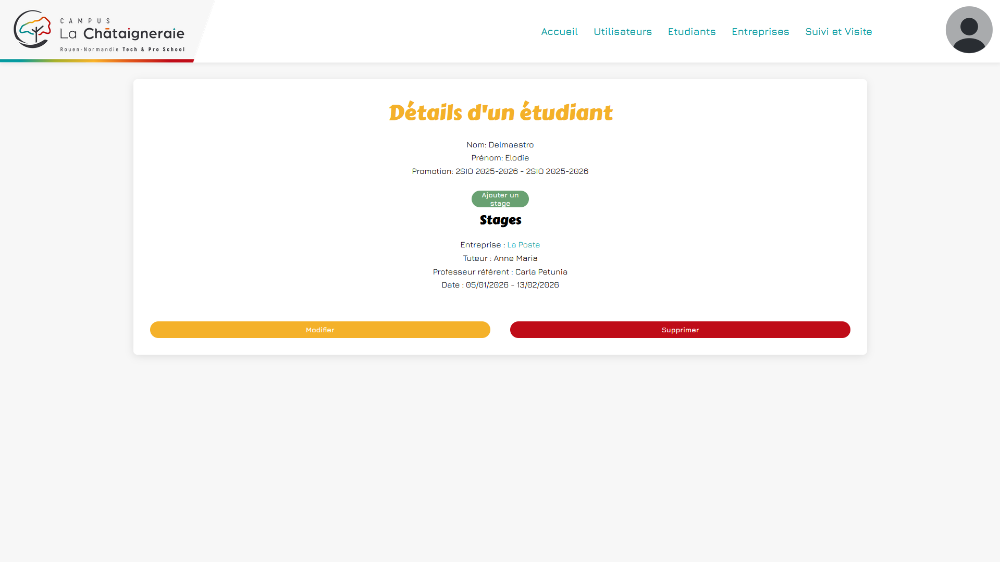 CAMPUS
La Châtaigneraie
Rouen-Normandie Tech & Pro School
Accueil
Utilisateurs
Etudiants
Entreprises
Suivi et Visite
Détails d'un étudiant
Nom: Delmaestro
Prénom: Elodie
Promotion: 2SIO 2025-2026 - 2SIO 2025-2026
Ajouter un
stage
Stages
Entreprise : La Poste
Tuteur : Anne Maria
Professeur référent : Carla Petunia
Date : 05/01/2026 - 13/02/2026
Modifier
Supprimer